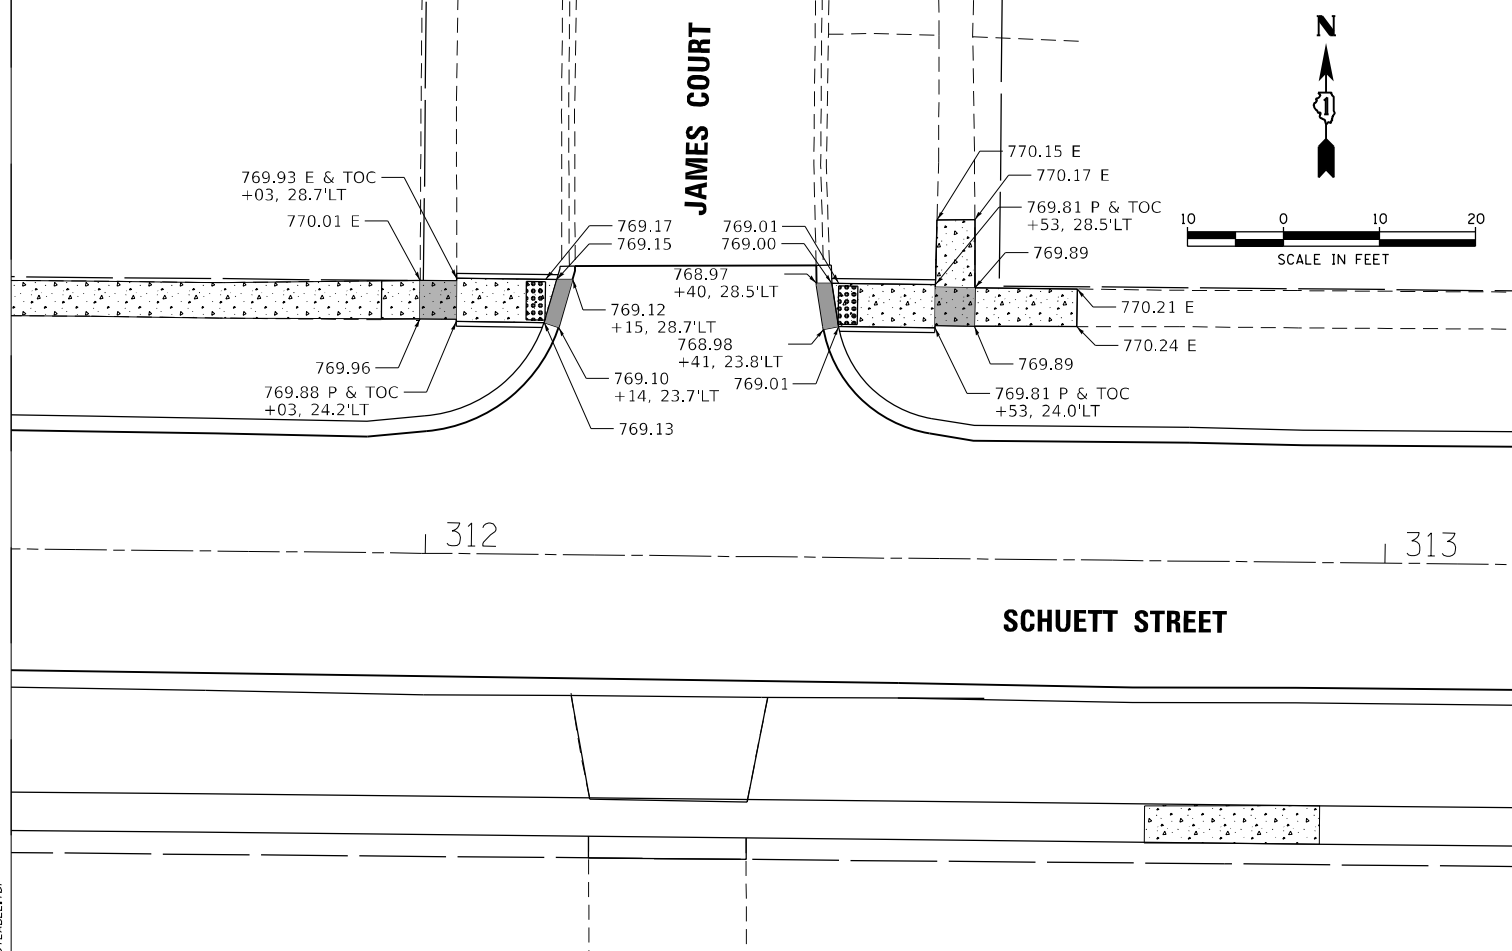 JAMES COURT
N
1
10 0 10 20
SCALE IN FEET
769.93 E & TOC
+03, 28.7'LT
770.01 E
769.96
769.88 P & TOC
+03, 24.2'LT
769.17
769.15
769.12
+15, 28.7'LT
769.10
+14, 23.7'LT
769.13
769.01
769.00
768.97
+40, 28.5'LT
768.98
+41, 23.8'LT
769.01
770.15 E
770.17 E
769.81 P & TOC
+53, 28.5'LT
769.89
770.21 E
770.24 E
769.89
769.81 P & TOC
+53, 24.0'LT
312
313
SCHUETT STREET